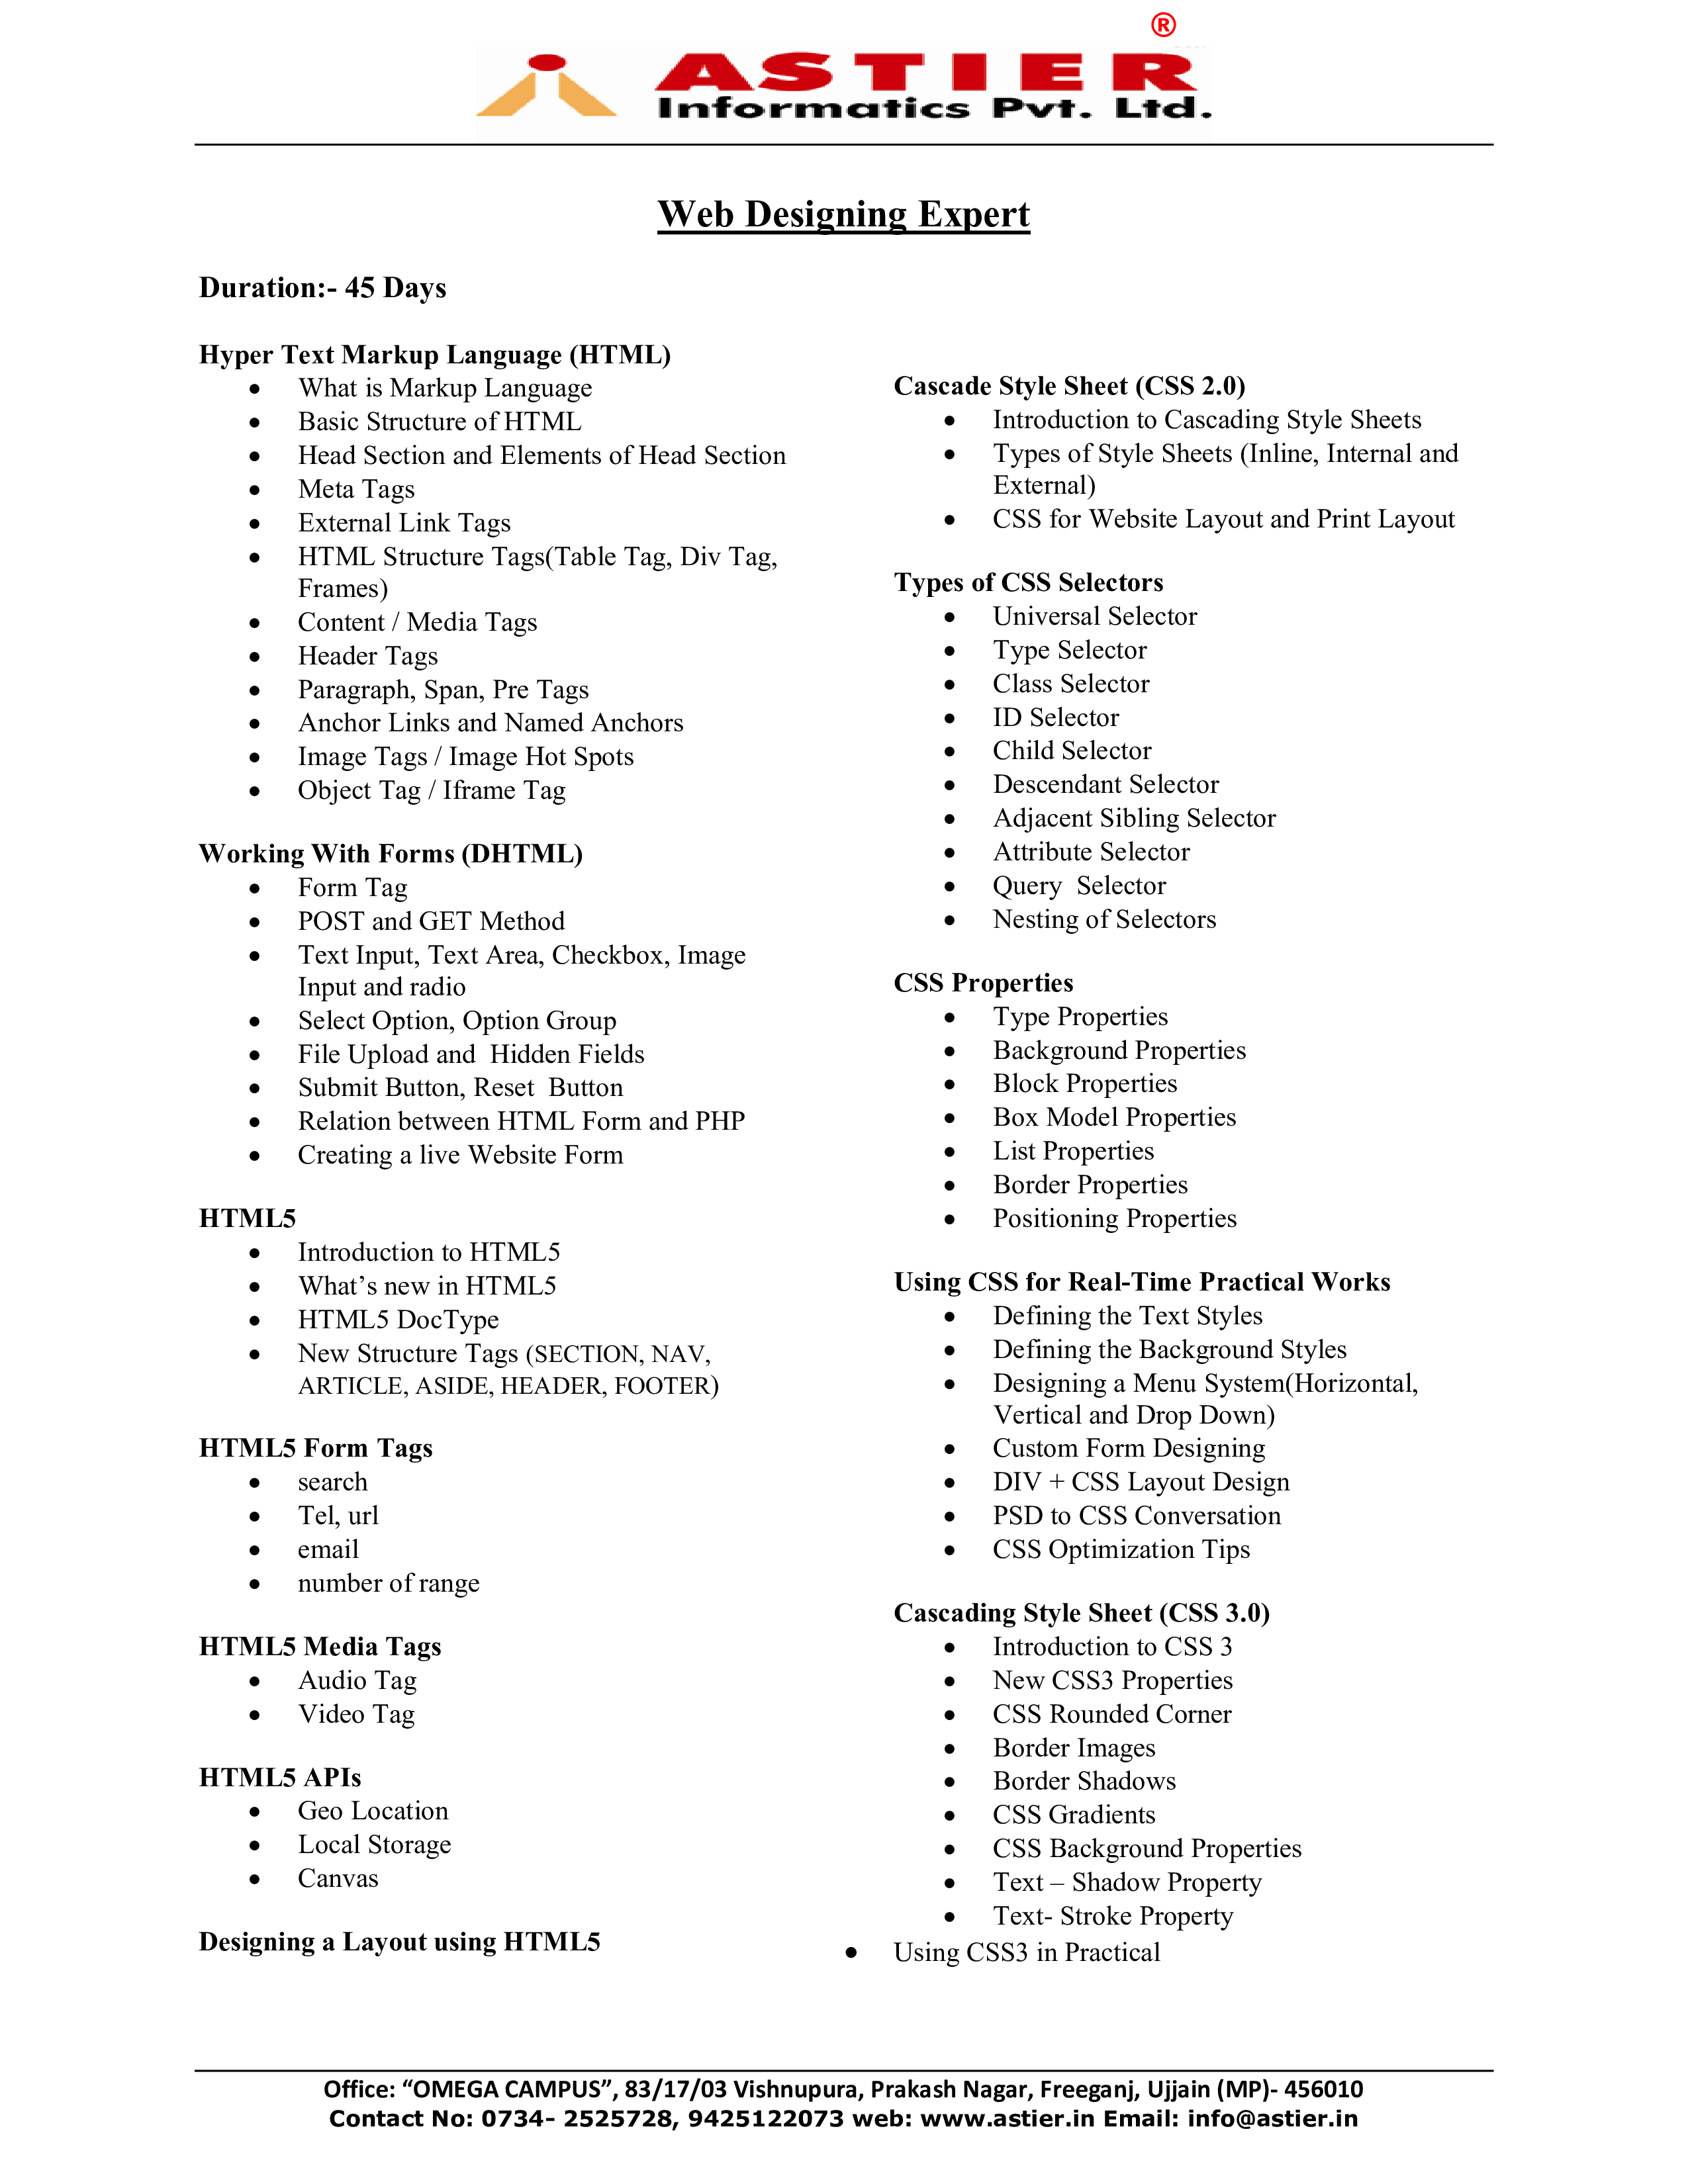 ®
ASTIER
Informatics Pvt. Ltd.
Web Designing Expert
Duration:- 45 Days
Hyper Text Markup Language (HTML)
• What is Markup Language
• Basic Structure of HTML
• Head Section and Elements of Head Section
• Meta Tags
• External Link Tags
• HTML Structure Tags(Table Tag, Div Tag,
Frames)
• Content / Media Tags
• Header Tags
• Paragraph, Span, Pre Tags
• Anchor Links and Named Anchors
• Image Tags / Image Hot Spots
• Object Tag / Iframe Tag
Working With Forms (DHTML)
• Form Tag
• POST and GET Method
• Text Input, Text Area, Checkbox, Image
Input and radio
• Select Option, Option Group
• File Upload and  Hidden Fields
• Submit Button, Reset  Button
• Relation between HTML Form and PHP
• Creating a live Website Form
HTML5
• Introduction to HTML5
• What’s new in HTML5
• HTML5 DocType
• New Structure Tags (SECTION, NAV,
ARTICLE, ASIDE, HEADER, FOOTER)
HTML5 Form Tags
• search
• Tel, url
• email
• number of range
HTML5 Media Tags
• Audio Tag
• Video Tag
HTML5 APIs
• Geo Location
• Local Storage
• Canvas
Designing a Layout using HTML5
Cascade Style Sheet (CSS 2.0)
• Introduction to Cascading Style Sheets
• Types of Style Sheets (Inline, Internal and
External)
• CSS for Website Layout and Print Layout
Types of CSS Selectors
• Universal Selector
• Type Selector
• Class Selector
• ID Selector
• Child Selector
• Descendant Selector
• Adjacent Sibling Selector
• Attribute Selector
• Query  Selector
• Nesting of Selectors
CSS Properties
• Type Properties
• Background Properties
• Block Properties
• Box Model Properties
• List Properties
• Border Properties
• Positioning Properties
Using CSS for Real-Time Practical Works
• Defining the Text Styles
• Defining the Background Styles
• Designing a Menu System(Horizontal,
Vertical and Drop Down)
• Custom Form Designing
• DIV + CSS Layout Design
• PSD to CSS Conversation
• CSS Optimization Tips
Cascading Style Sheet (CSS 3.0)
• Introduction to CSS 3
• New CSS3 Properties
• CSS Rounded Corner
• Border Images
• Border Shadows
• CSS Gradients
• CSS Background Properties
• Text – Shadow Property
• Text- Stroke Property
• Using CSS3 in Practical
Office: “OMEGA CAMPUS”, 83/17/03 Vishnupura, Prakash Nagar, Freeganj, Ujjain (MP)- 456010
Contact No: 0734- 2525728, 9425122073 web: www.astier.in Email: info@astier.in